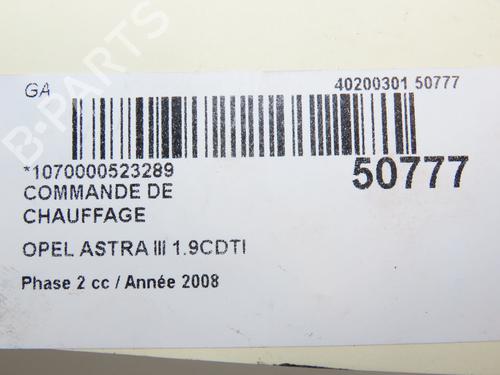 GA
40200301 50777
*1070000523289
50777
COMMANDE DE
CHAUFFAGE
OPEL ASTRA III 1.9CDTI
Phase 2 cc / Année 2008
B-PARTS